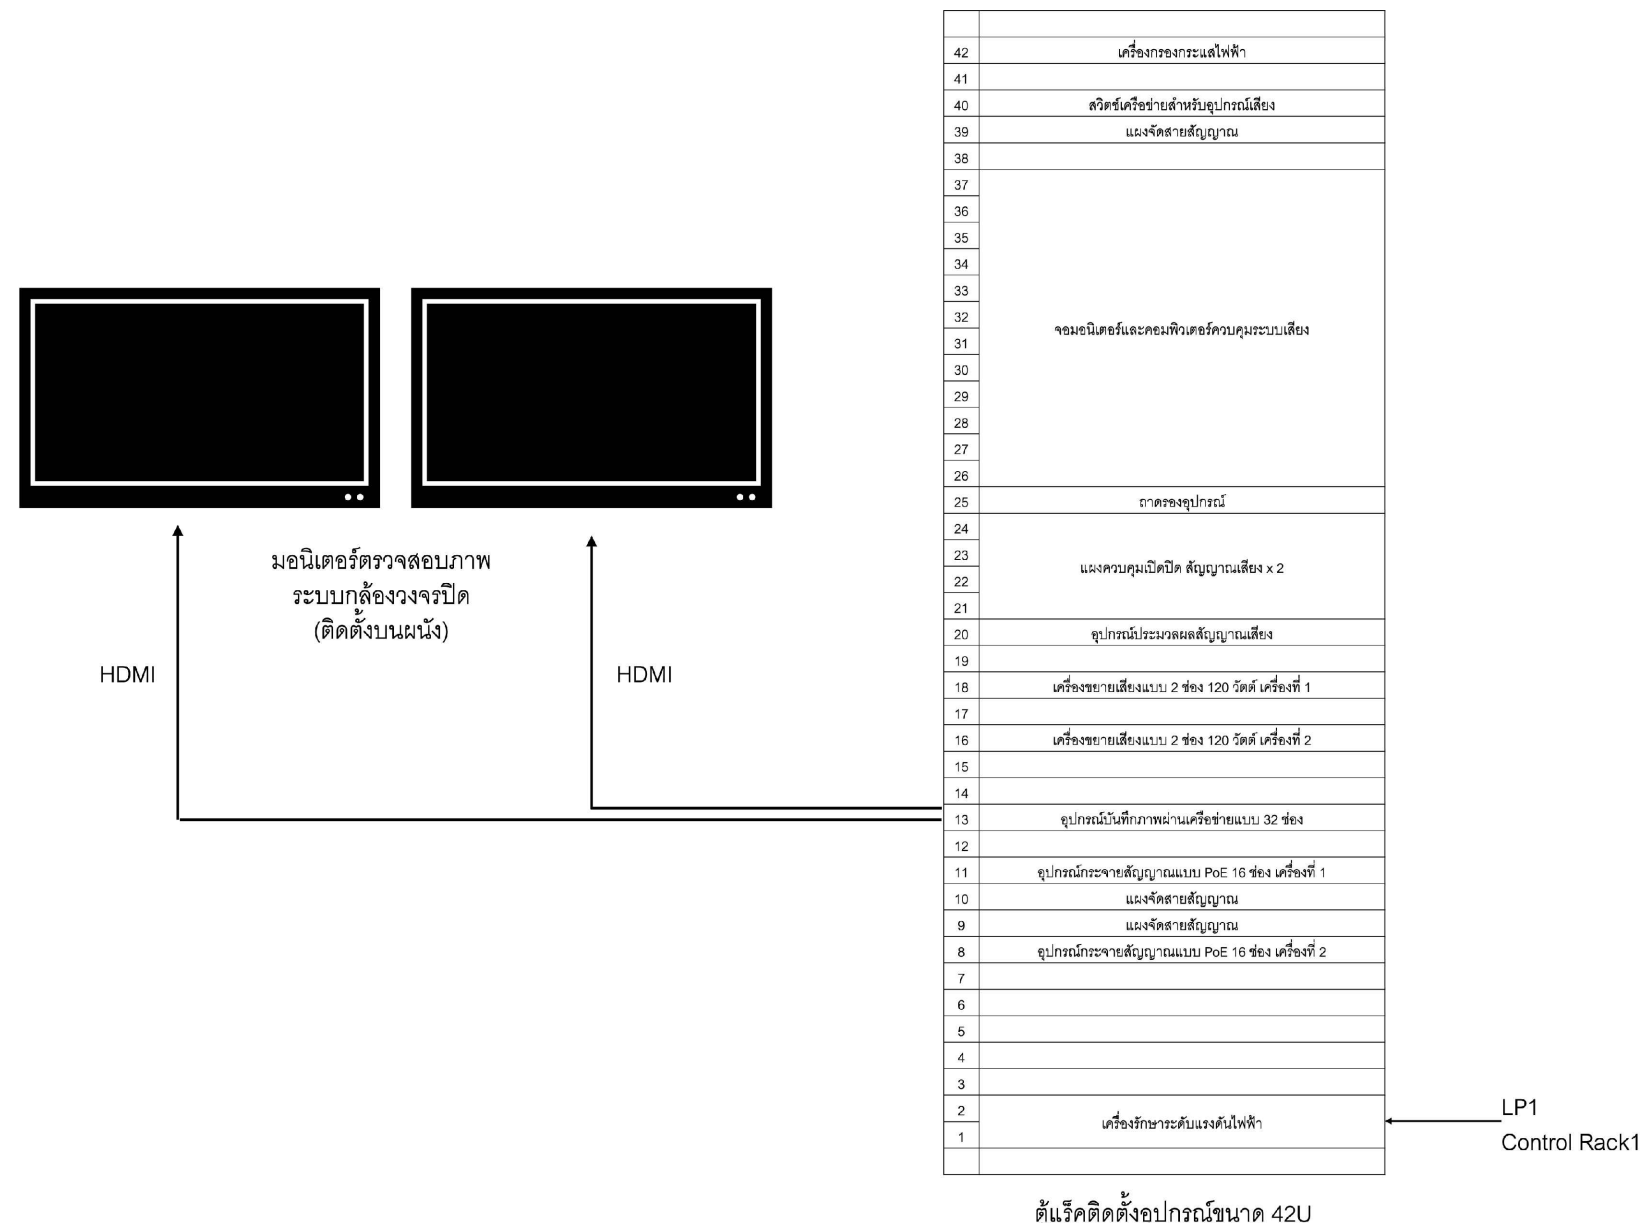 42 เครื่องกรองกระแสไฟฟ้า
41
40 สวิตช์เครือข่ายสำหรับอุปกรณ์เสียง
39 แผงจัดสายสัญญาณ
38
37
36
35
34
33
32
จอมอนิเตอร์และคอมพิวเตอร์ควบคุมระบบเสียง
31
30
29
28
27
26
25 ถาดรองอุปกรณ์
24
23
แผงควบคุมเปิดปิด สัญญาณเสียง x 2
22
21
20 อุปกรณ์ประมวลผลสัญญาณเสียง
19
18 เครื่องขยายเสียงแบบ 2 ช่อง 120 วัตต์ เครื่องที่ 1
17
16 เครื่องขยายเสียงแบบ 2 ช่อง 120 วัตต์ เครื่องที่ 2
15
14
13 อุปกรณ์บันทึกภาพผ่านเครือข่ายแบบ 32 ช่อง
12
11 อุปกรณ์กระจายสัญญาณแบบ PoE 16 ช่อง เครื่องที่ 1
10 แผงจัดสายสัญญาณ
9 แผงจัดสายสัญญาณ
8 อุปกรณ์กระจายสัญญาณแบบ PoE 16 ช่อง เครื่องที่ 2
7
6
5
4
3
2
เครื่องรักษาระดับแรงดันไฟฟ้า
1
มอนิเตอร์ตรวจสอบภาพ
ระบบกล้องวงจรปิด
(ติดตั้งบนผนัง)
HDMI
HDMI
LP1
Control Rack1
ตู้แร็คติดตั้งอุปกรณ์ขนาด 42U